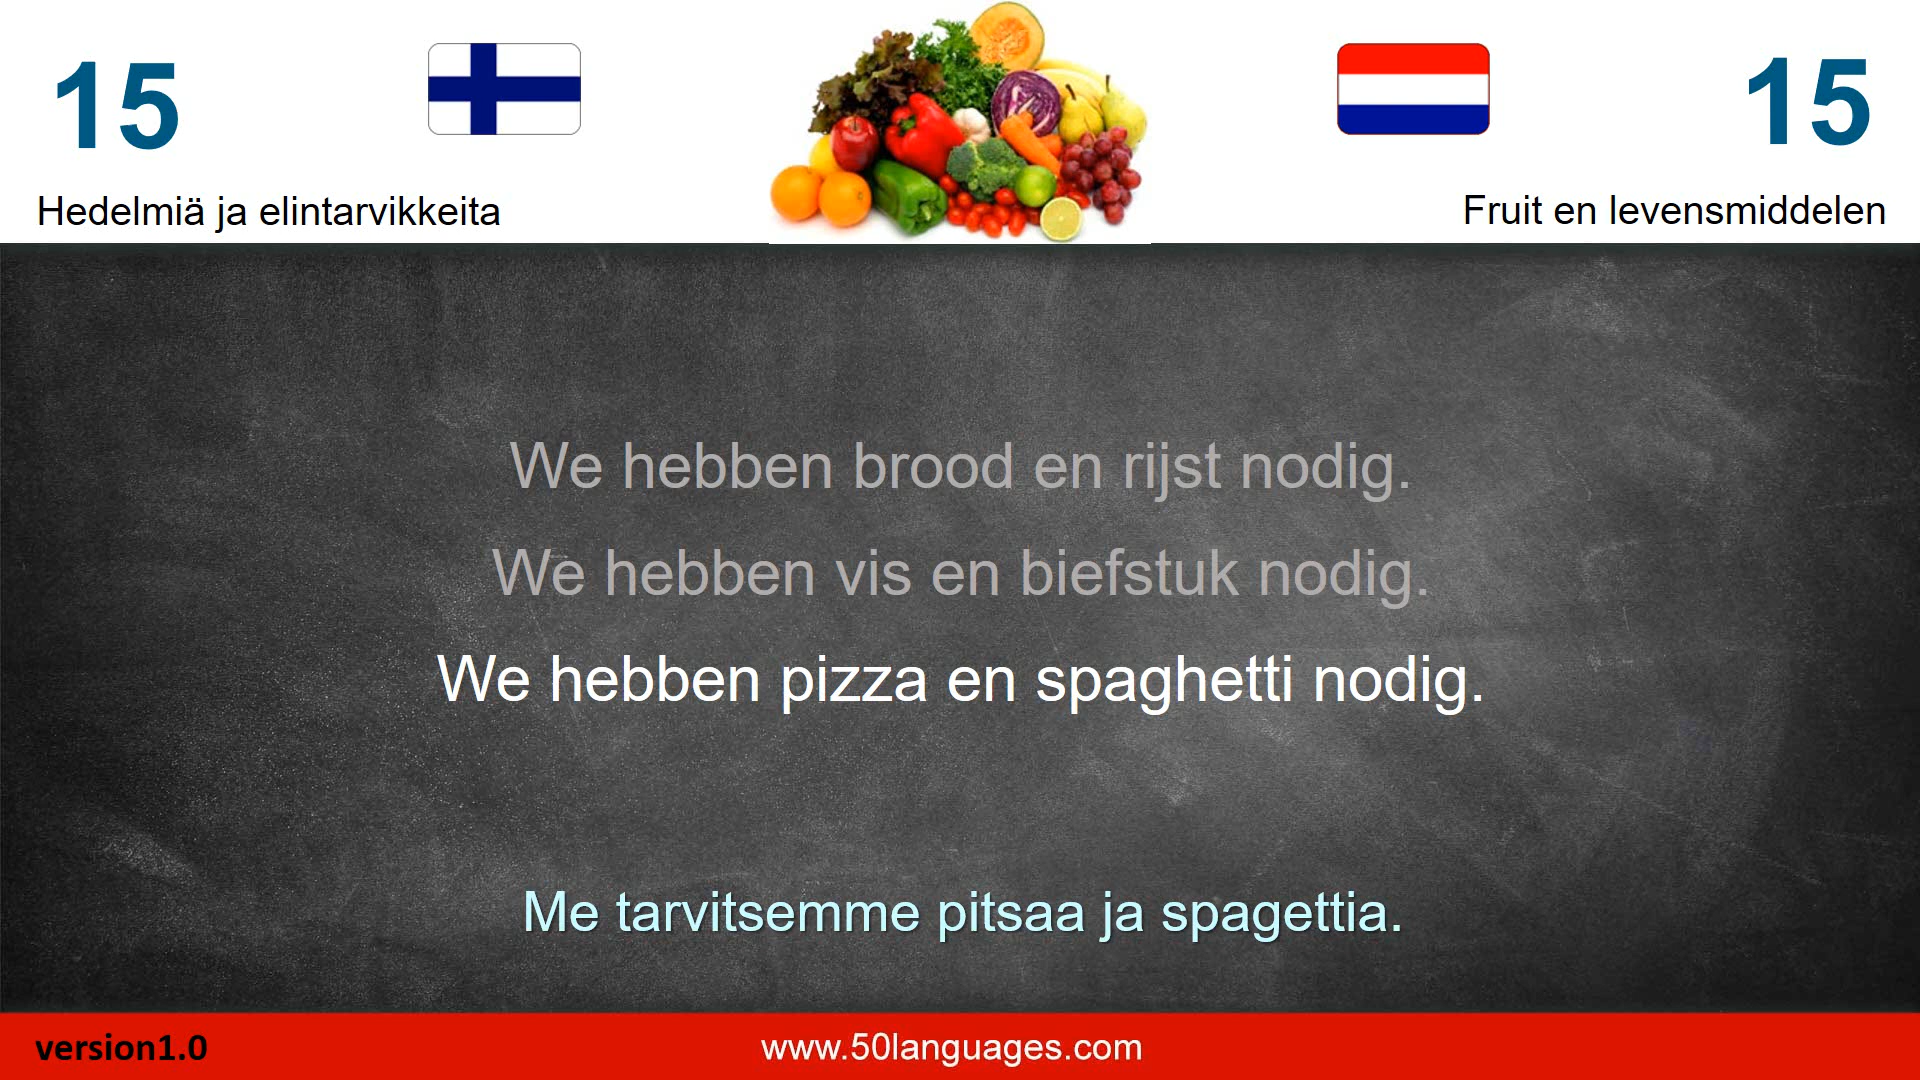 15
15
Hedelmiä ja elintarvikkeita
Fruit en levensmiddelen
We hebben brood en rijst nodig.
We hebben vis en biefstuk nodig.
We hebben pizza en spaghetti nodig.
Me tarvitsemme pitsaa ja spagettia.
version1.0
www.50languages.com